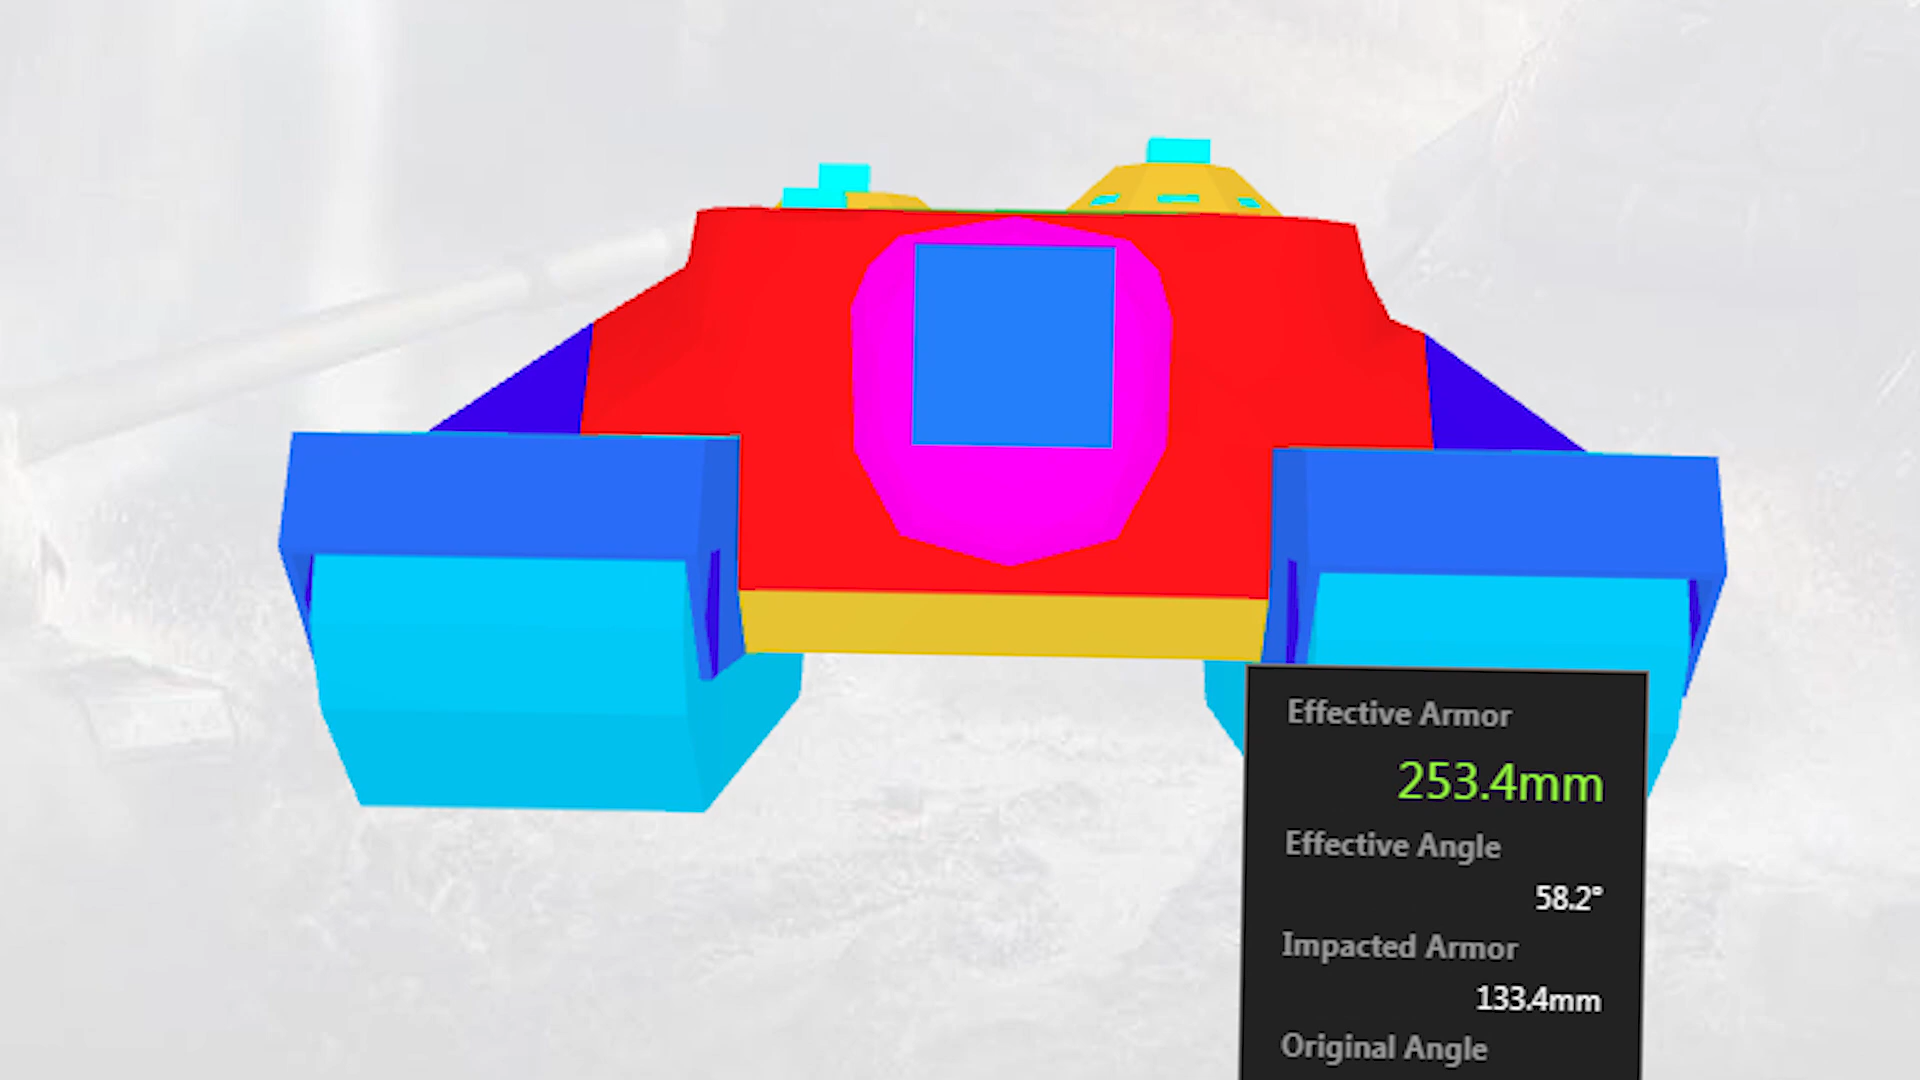 Effective Armor
253.4mm
Effective Angle
58.2°
Impacted Armor
133.4mm
Original Angle